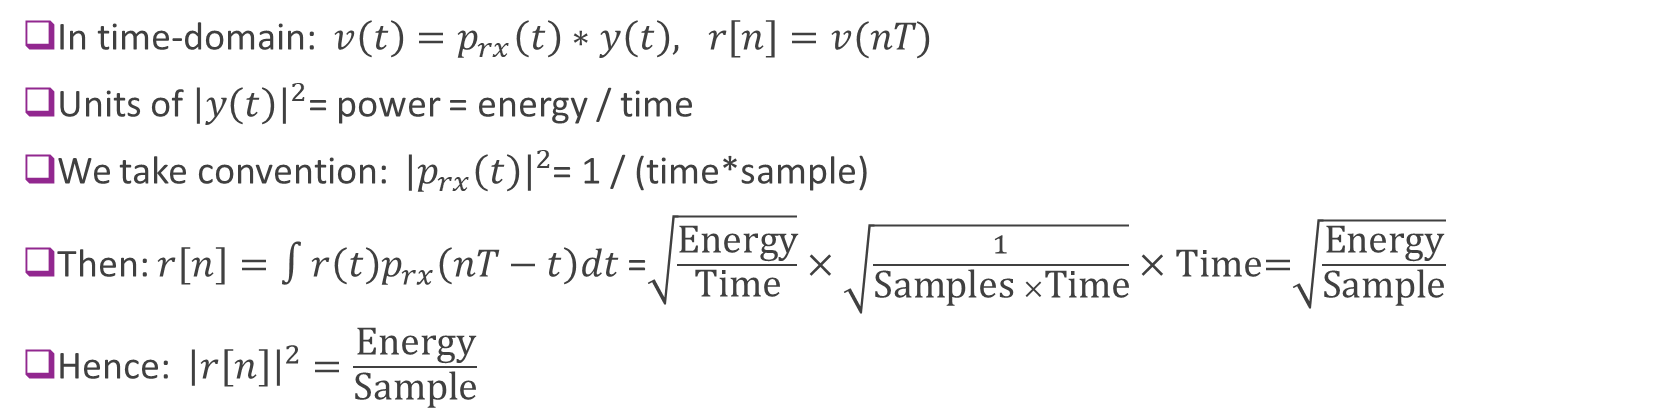 ❑In time-domain: v(t) = p_rx(t) ∗ y(t), r[n] = v(nT)
❑Units of |y(t)|²= power = energy / time
❑We take convention: |p_rx(t)|²= 1 / (time*sample)
❑Then: r[n] = ∫ r(t)p_rx(nT − t)dt = √(Energy/Time) × √(1/(Samples ×Time)) × Time= √(Energy/Sample)
❑Hence: |r[n]|² = Energy/Sample